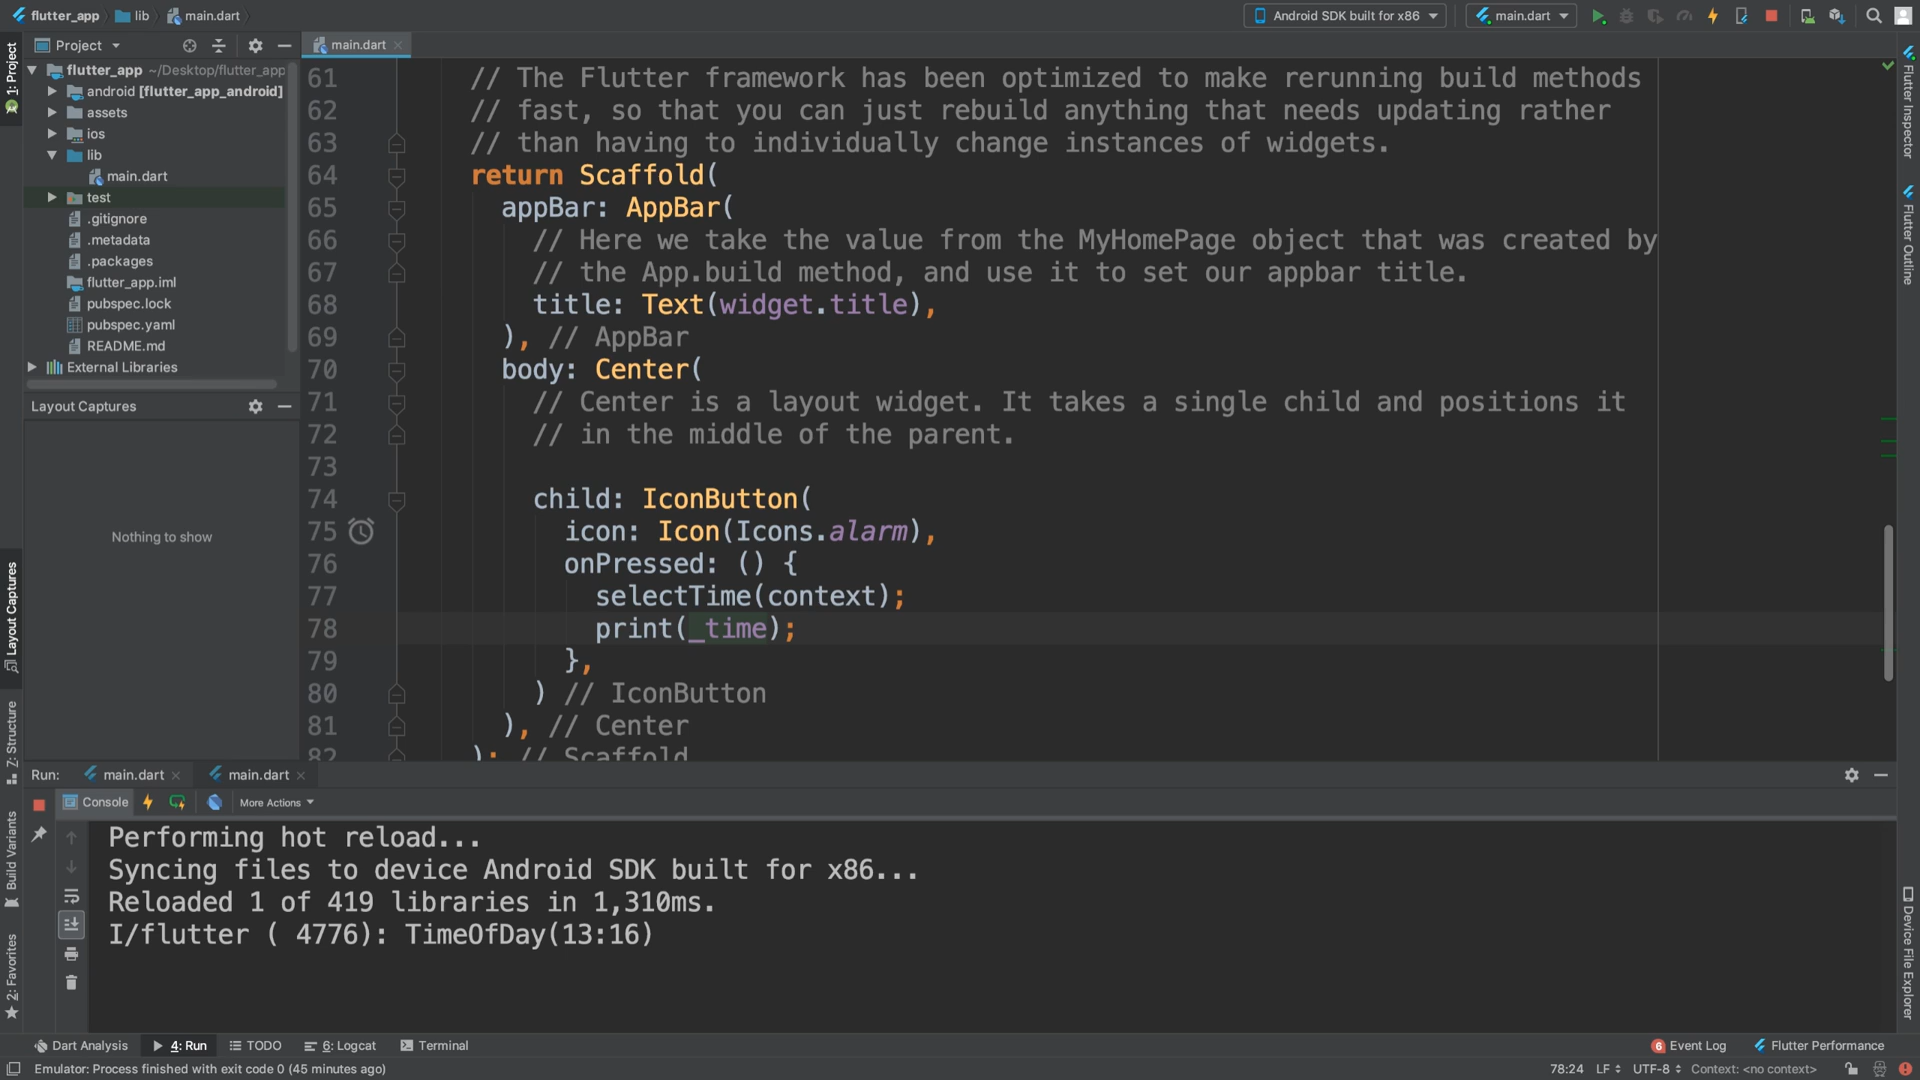 flutter_app
lib
main.dart
Android SDK built for x86
main.dart
1: Project
Project
main.dart
flutter_app ~/Desktop/flutter_app
android [flutter_app_android]
assets
ios
lib
main.dart
test
.gitignore
.metadata
.packages
flutter_app.iml
pubspec.lock
pubspec.yaml
README.md
External Libraries
Layout Captures
Nothing to show
Layout Captures
Z: Structure
Build Variants
2: Favorites
61 // The Flutter framework has been optimized to make rerunning build methods
62 // fast, so that you can just rebuild anything that needs updating rather
63 // than having to individually change instances of widgets.
64 return Scaffold(
65 appBar: AppBar(
66 // Here we take the value from the MyHomePage object that was created by
67 // the App.build method, and use it to set our appbar title.
68 title: Text(widget.title),
69 ), // AppBar
70 body: Center(
71 // Center is a layout widget. It takes a single child and positions it
72 // in the middle of the parent.
73
74 child: IconButton(
75 icon: Icon(Icons.alarm),
76 onPressed: () {
77 selectTime(context);
78 print(_time);
79 },
80 ) // IconButton
81 ), // Center
82 ); // Scaffold
Flutter Inspector
Flutter Outline
Device File Explorer
Run: main.dart main.dart
Console More Actions
Performing hot reload...
Syncing files to device Android SDK built for x86...
Reloaded 1 of 419 libraries in 1,310ms.
I/flutter ( 4776): TimeOfDay(13:16)
Dart Analysis 4: Run TODO 6: Logcat Terminal 6 Event Log Flutter Performance
Emulator: Process finished with exit code 0 (45 minutes ago) 78:24 LF UTF-8 Context: <no context>